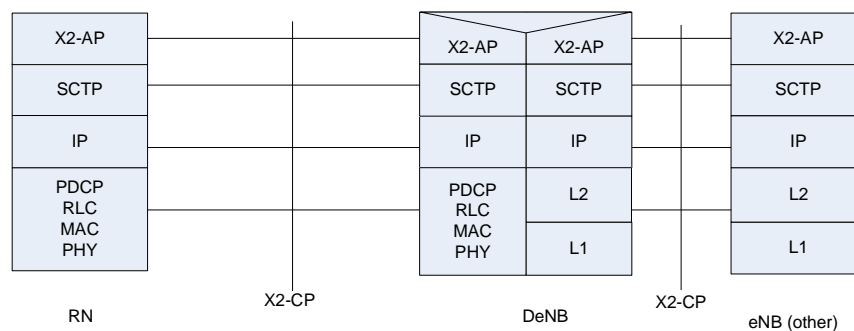 X2-AP
SCTP
IP
PDCP
RLC
MAC
PHY
RN
X2-CP
X2-AP X2-AP
SCTP SCTP
IP IP
PDCP
RLC
MAC
PHY
L2
L1
DeNB
X2-CP
X2-AP
SCTP
IP
L2
L1
eNB (other)